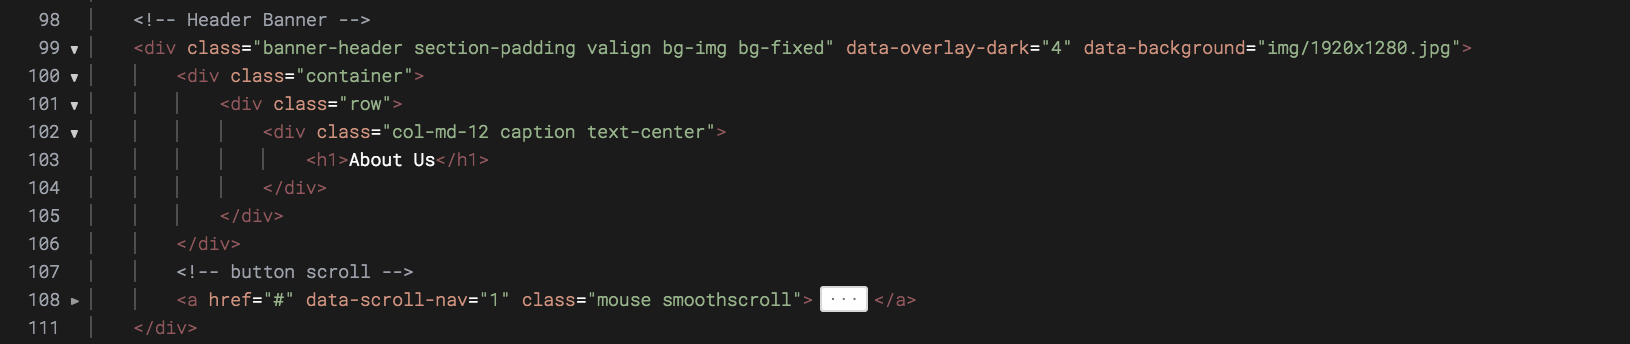 98 <!-- Header Banner -->
99 ▼ <div class="banner-header section-padding valign bg-img bg-fixed" data-overlay-dark="4" data-background="img/1920x1280.jpg">
100 ▼ <div class="container">
101 ▼ <div class="row">
102 ▼ <div class="col-md-12 caption text-center">
103 <h1>About Us</h1>
104 </div>
105 </div>
106 </div>
107 <!-- button scroll -->
108 ▶ <a href="#" data-scroll-nav="1" class="mouse smoothscroll"> ··· </a>
111 </div>